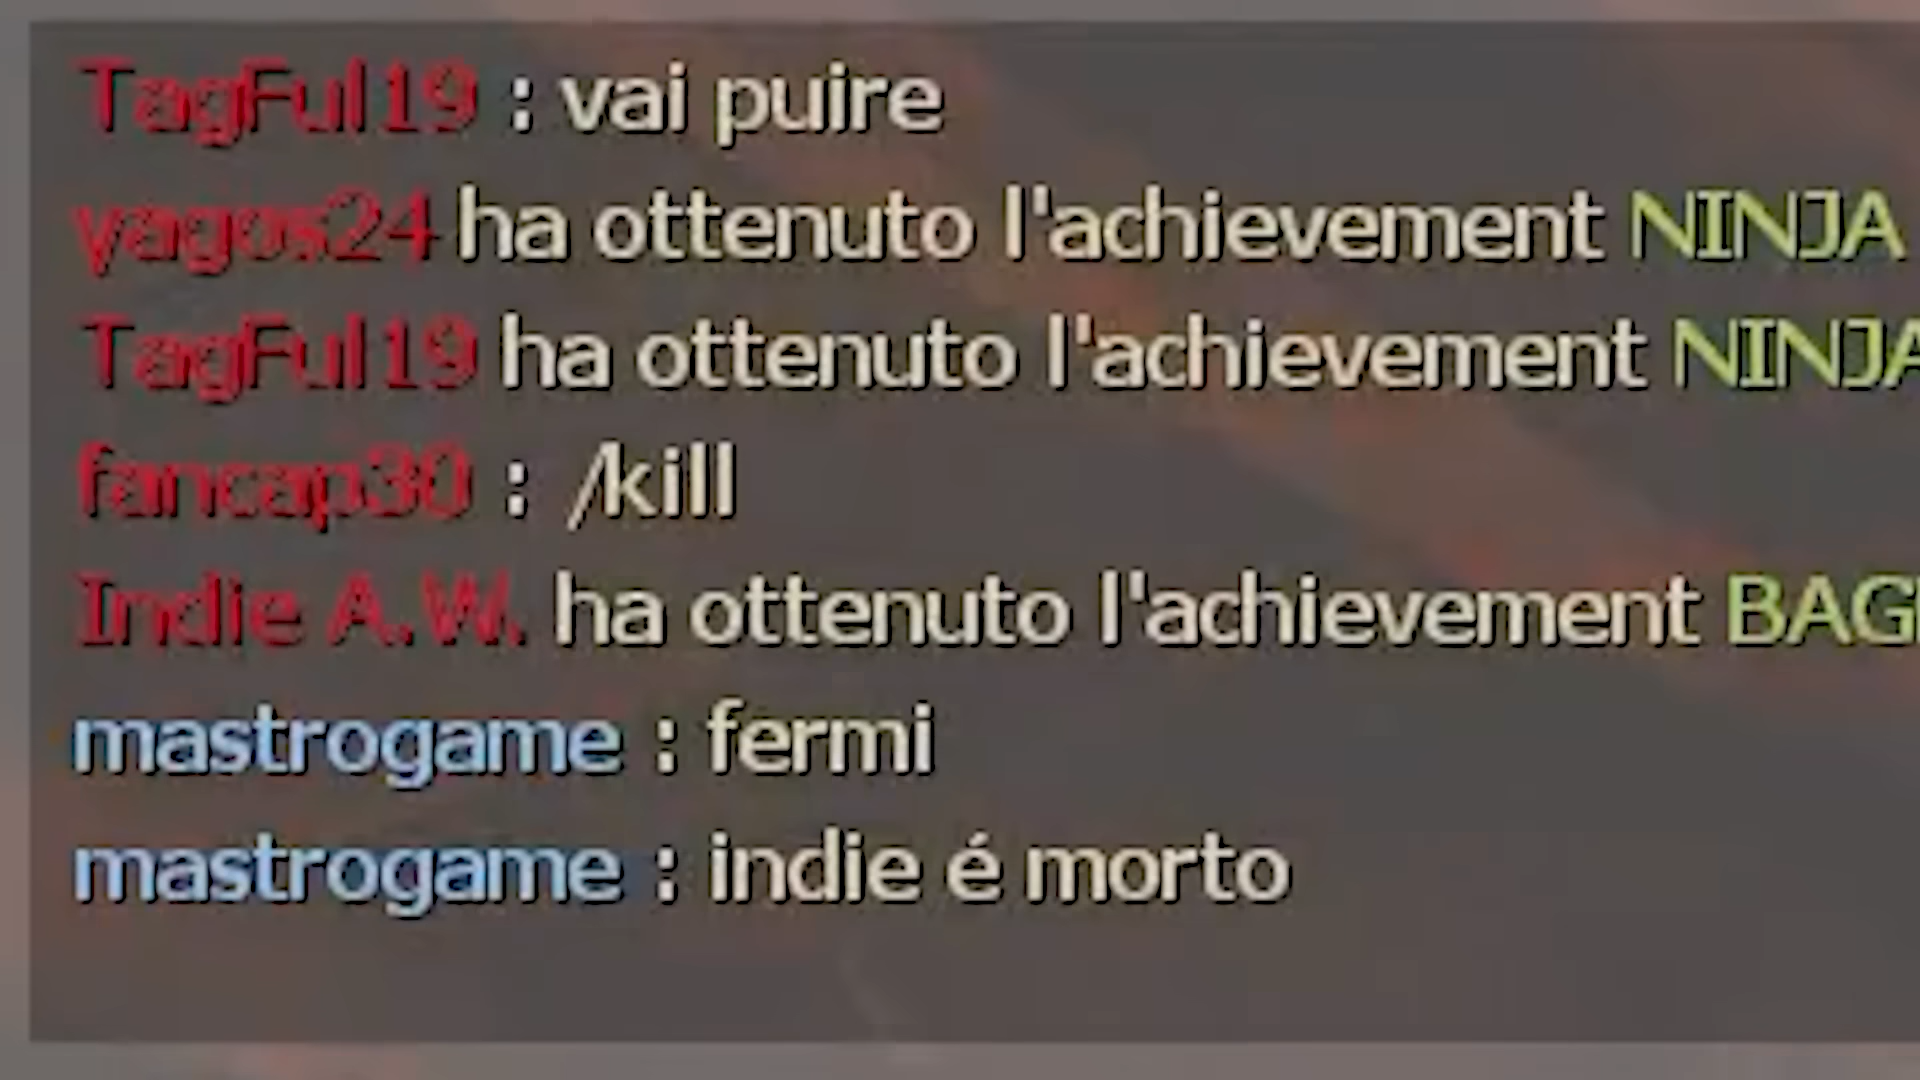 TagFul19 : vai puire
yagos24 ha ottenuto l'achievement NINJA
TagFul19 ha ottenuto l'achievement NINJA
fancap30 : /kill
Indie A.W. ha ottenuto l'achievement
mastrogame : fermi
mastrogame : indie é morto